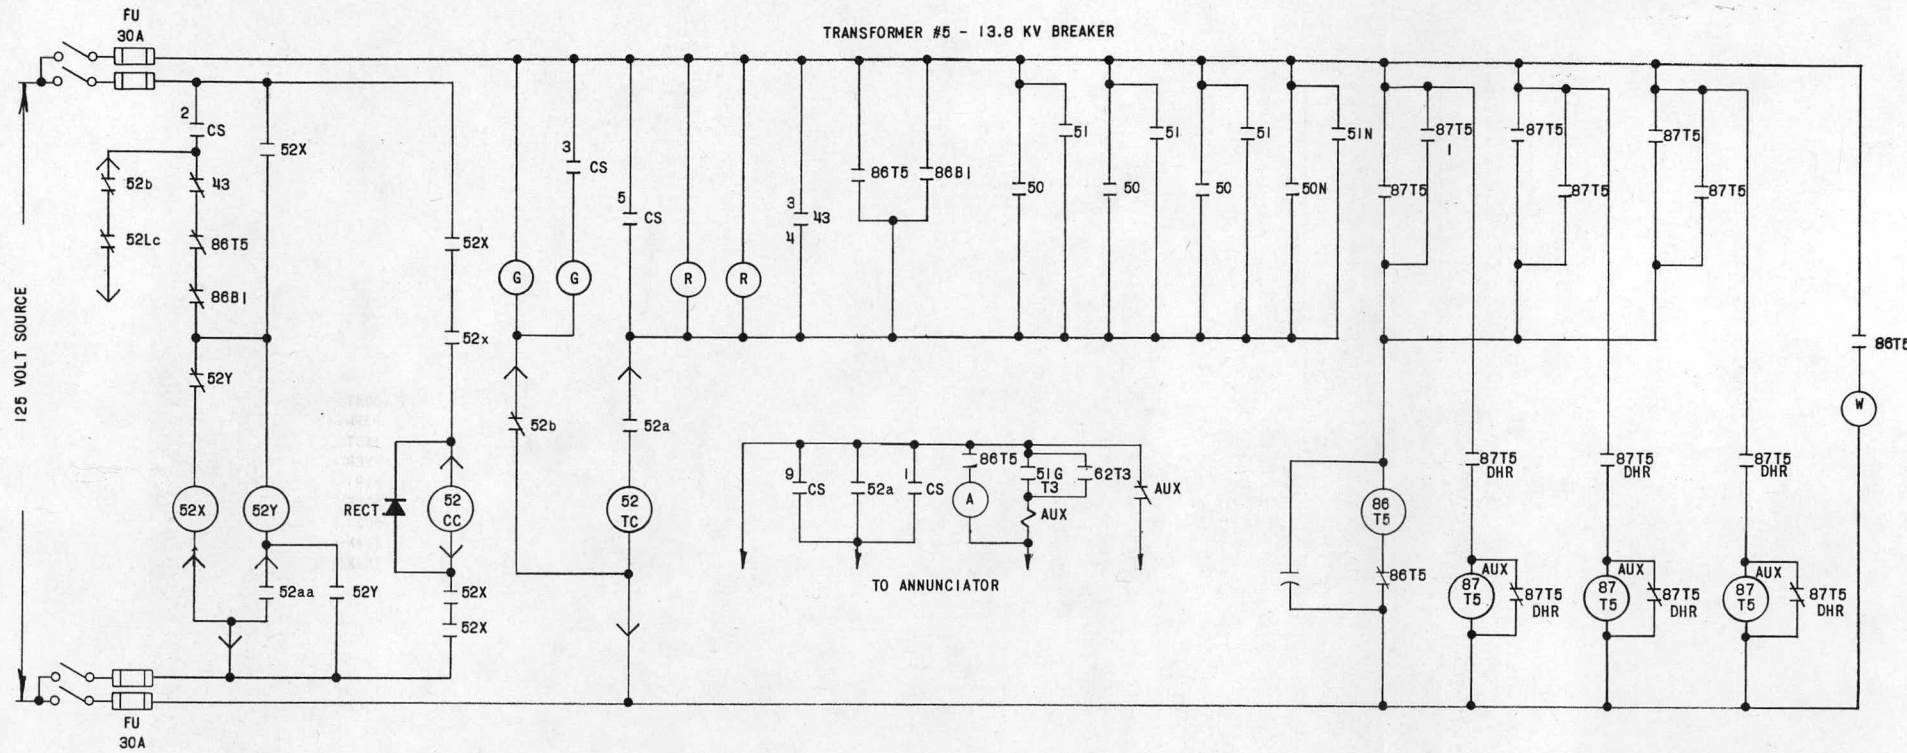 TRANSFORMER #5 - 13.8 KV BREAKER
FU
30A
2
CS
52X
52b
43
52Lc
86T5
86B1
52Y
52X
52Y
52aa
52Y
52X
52x
RECT.
52
CC
52X
52X
125 VOLT SOURCE
FU
30A
G
3
CS
G
52b
5
CS
52a
52
TC
R
R
3
43
4
86T5
86B1
50
51
50
51
50
51
50N
51N
87T5
87T5
1
87T5
87T5
87T5
87T5
86T5
W
9
CS
52a
1
CS
86T5
A
51G
T3
62T3
AUX
AUX
TO ANNUNCIATOR
86
T5
86T5
87T5
DHR
AUX
87
T5
87T5
DHR
87T5
DHR
AUX
87
T5
87T5
DHR
87T5
DHR
AUX
87
T5
87T5
DHR